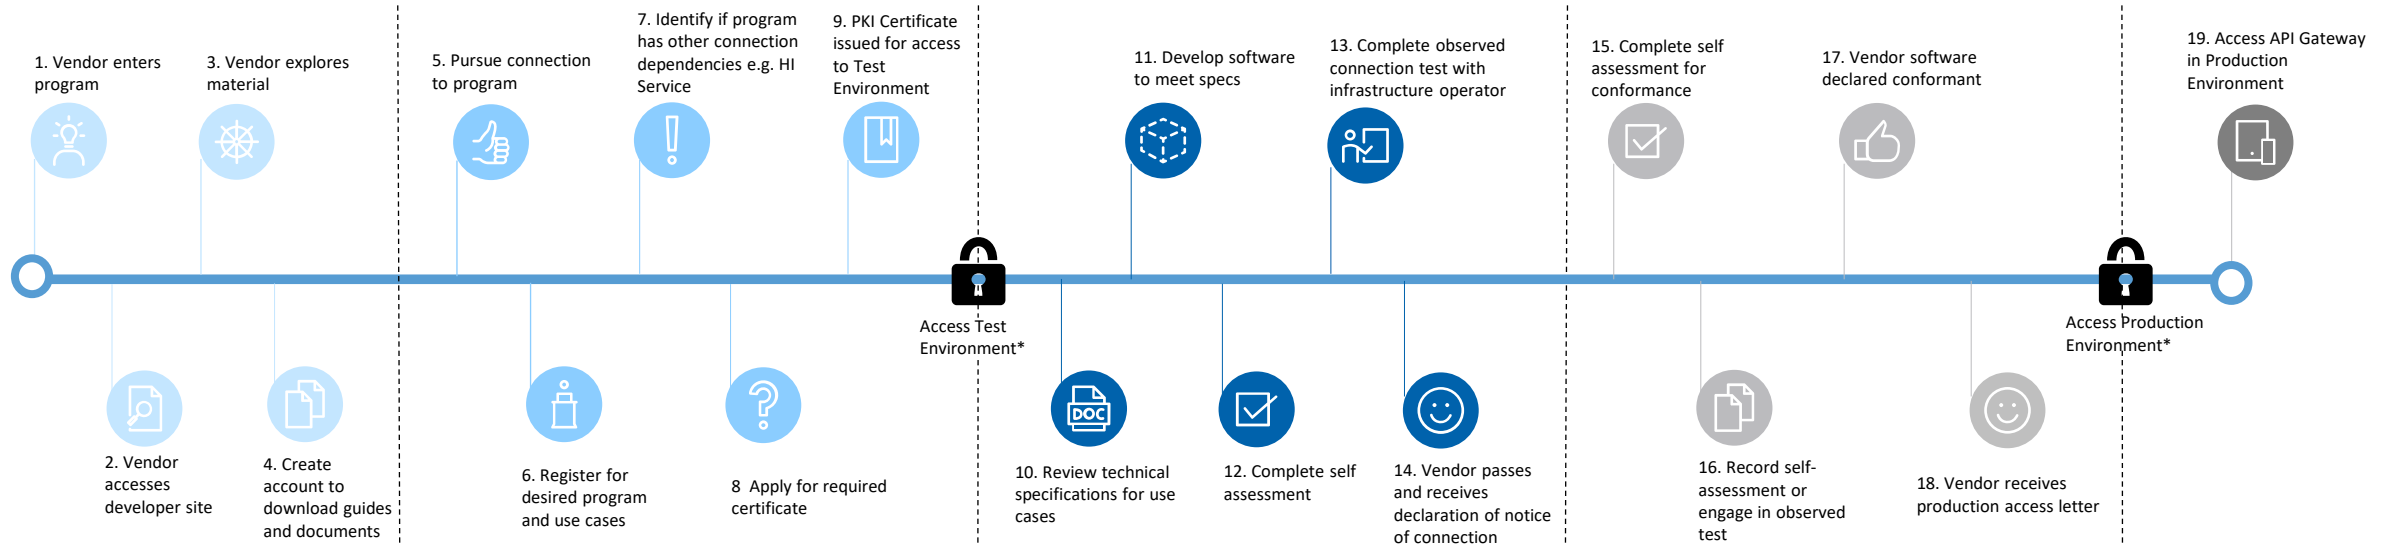 1. Vendor enters
program
3. Vendor explores
material
5. Pursue connection
to program
7. Identify if program
has other connection
dependencies e.g. HI
Service
9. PKI Certificate
issued for access
to Test
Environment
11. Develop software
to meet specs
13. Complete observed
connection test with
infrastructure operator
15. Complete self
assessment for
conformance
17. Vendor software
declared conformant
19. Access API Gateway
in Production
Environment
Access Test
Environment*
Access Production
Environment*
2. Vendor
accesses
developer site
4. Create
account to
download guides
and documents
6. Register for
desired program
and use cases
8 Apply for required
certificate
DOC
10. Review technical
specifications for use
cases
12. Complete self
assessment
14. Vendor passes
and receives
declaration of notice
of connection
16. Record self-
assessment or
engage in observed
test
18. Vendor receives
production access letter